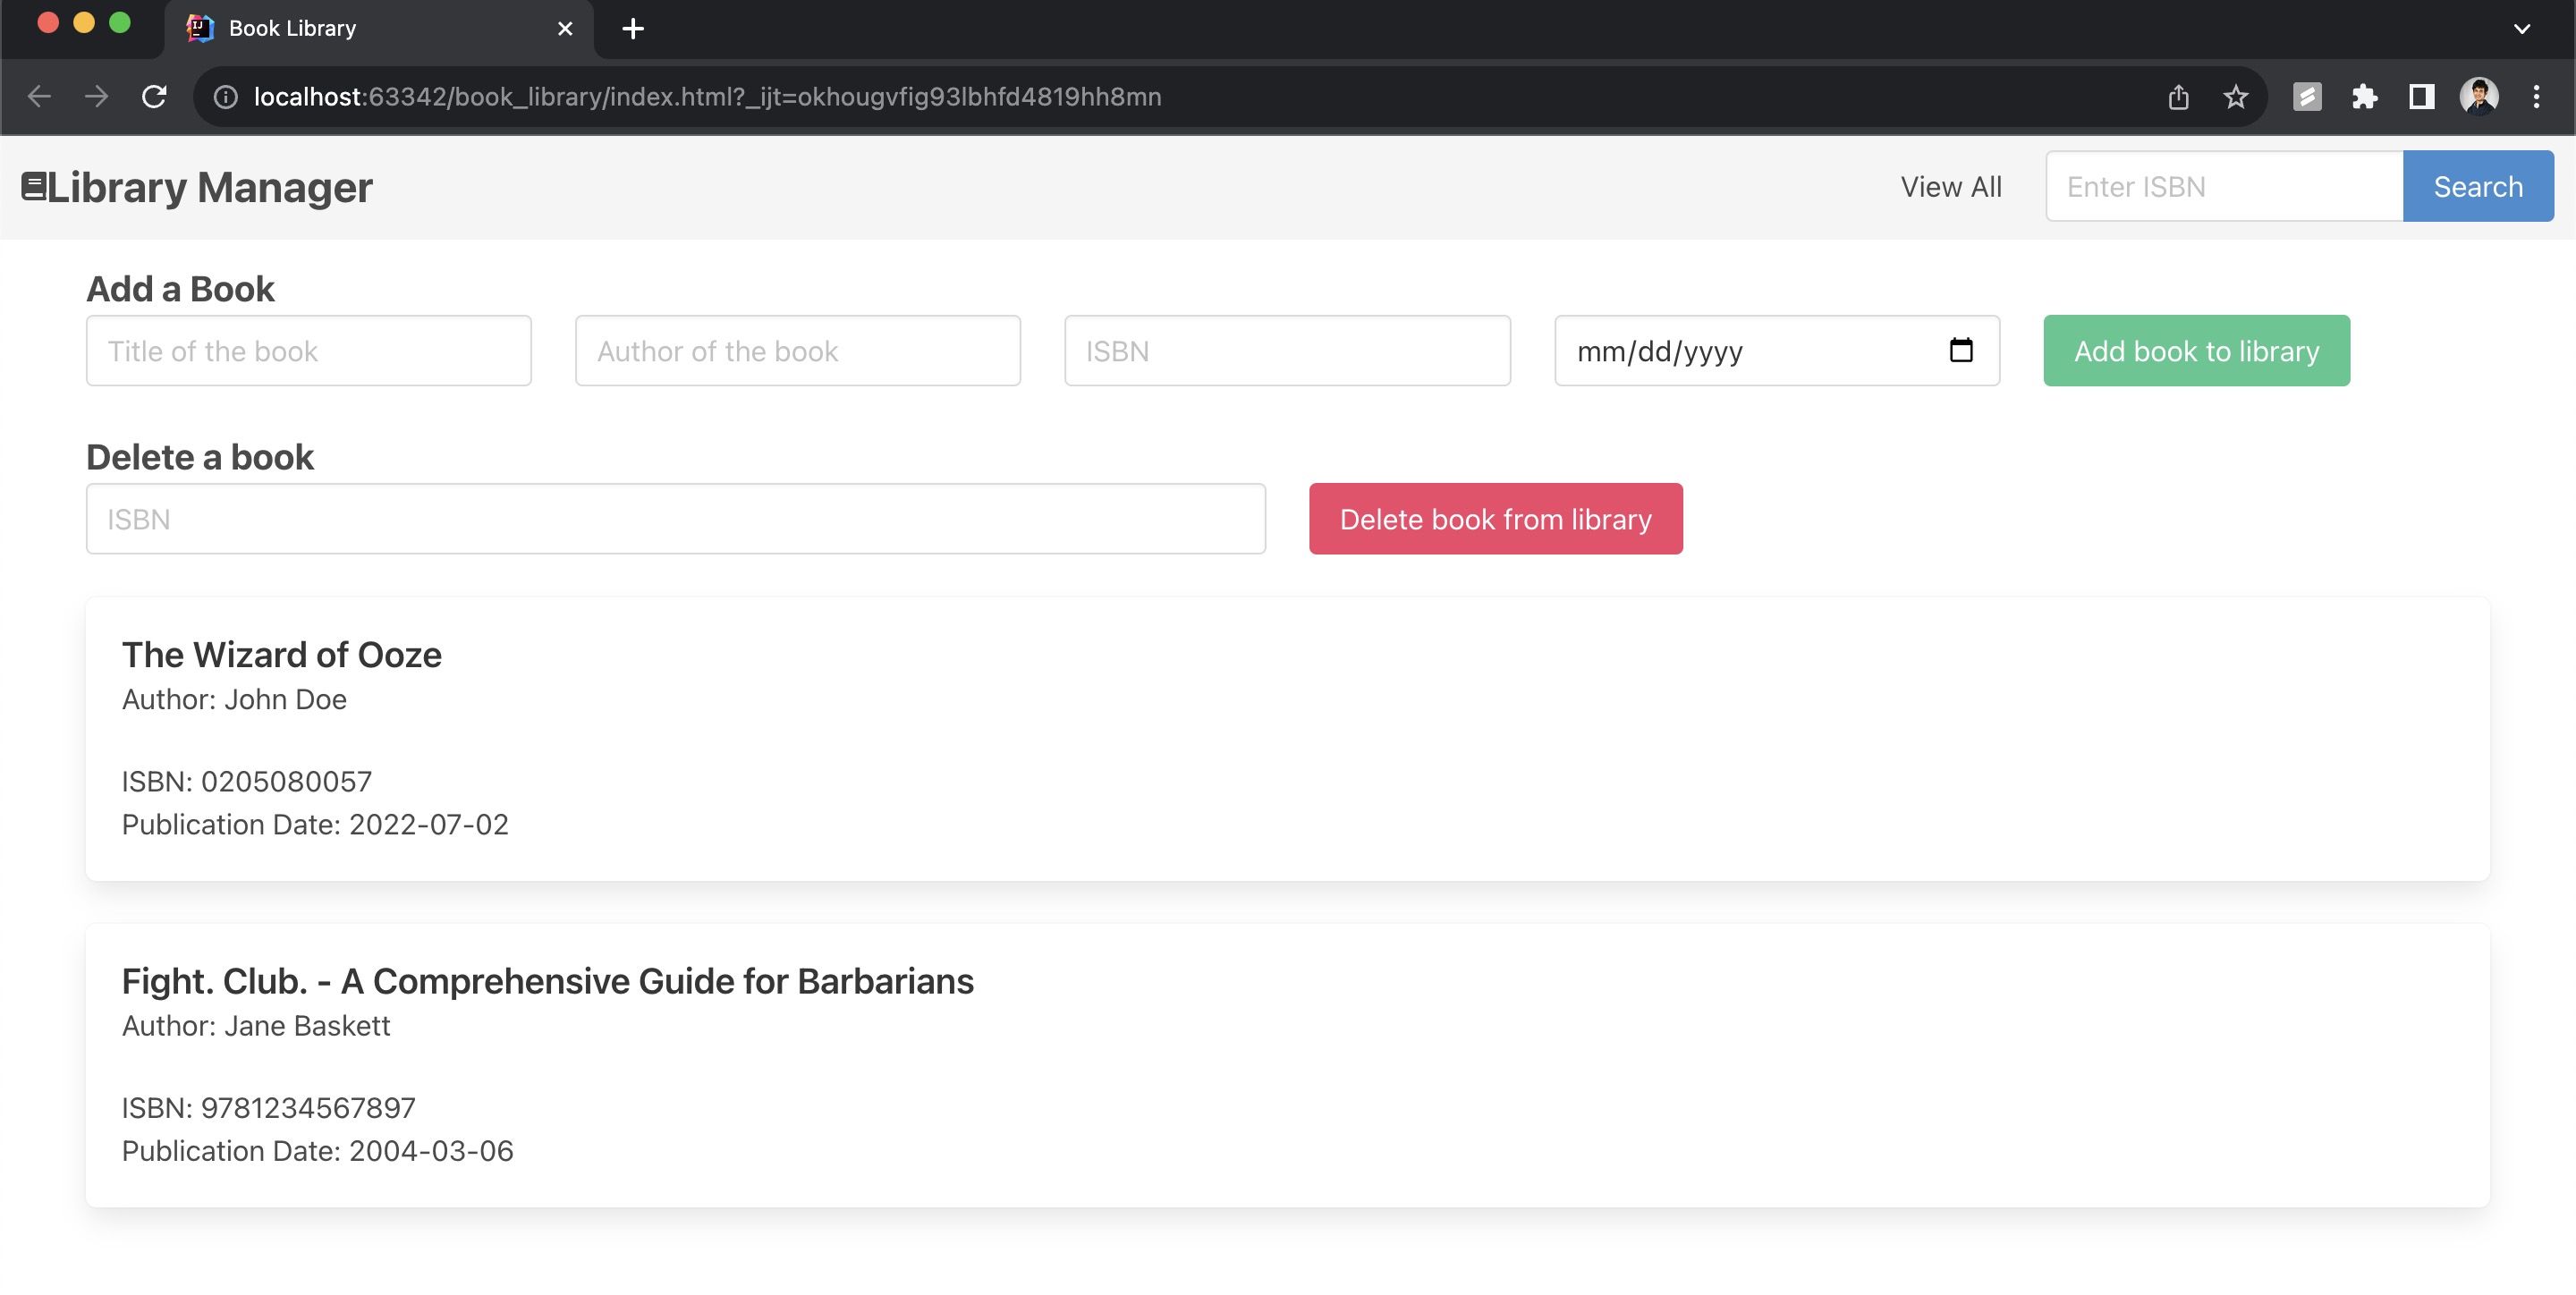 Book Library
localhost:63342/book_library/index.html?_ijt=okhougvfig93lbhfd4819hh8mn
Library Manager
View All
Enter ISBN
Search
Add a Book
Title of the book
Author of the book
ISBN
mm/dd/yyyy
Add book to library
Delete a book
ISBN
Delete book from library
The Wizard of Ooze
Author: John Doe
ISBN: 0205080057
Publication Date: 2022-07-02
Fight. Club. - A Comprehensive Guide for Barbarians
Author: Jane Baskett
ISBN: 9781234567897
Publication Date: 2004-03-06